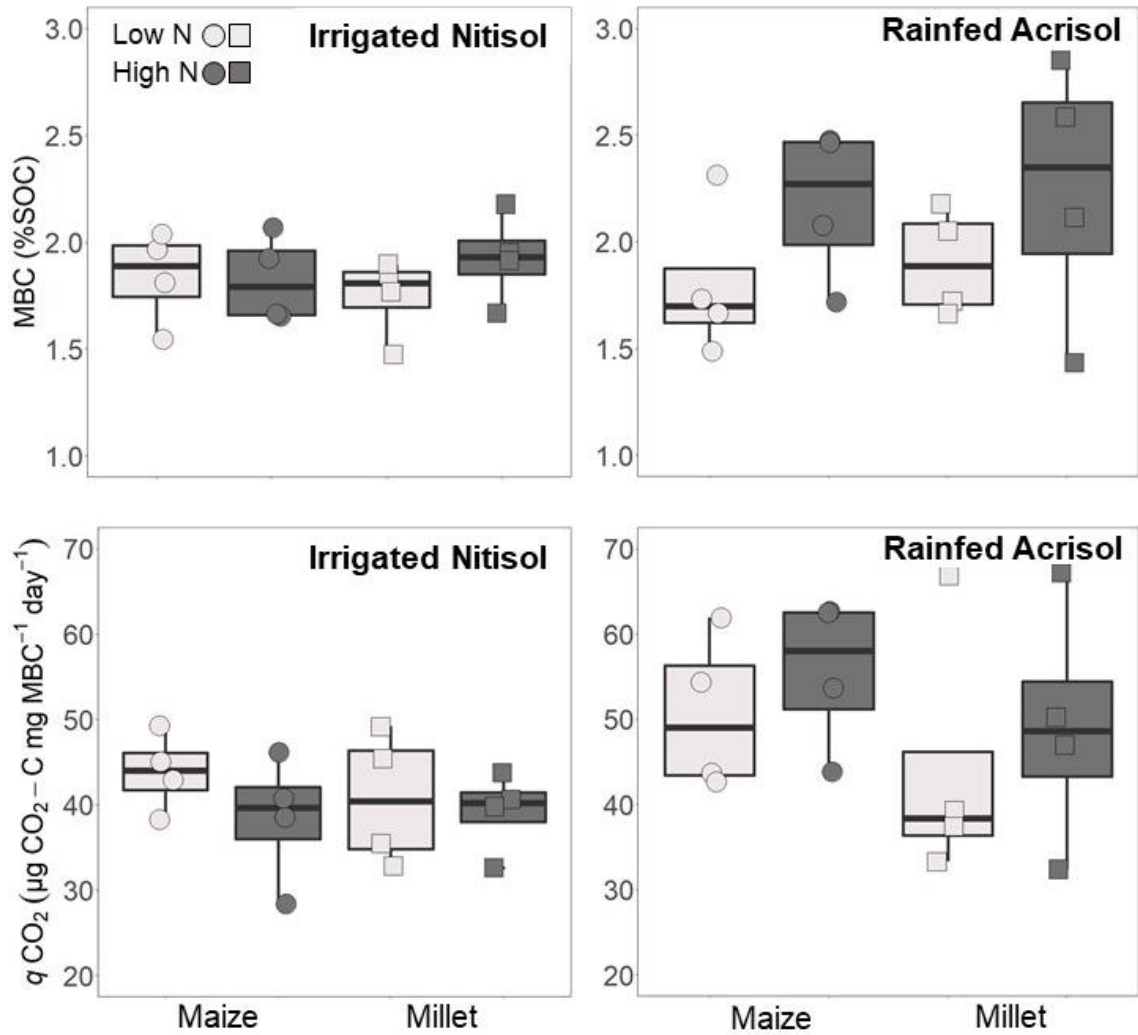 Irrigated Nitisol
Low N
High N
3.0
2.5
2.0
1.5
1.0
MBC (%SOC)
Rainfed Acrisol
3.0
2.5
2.0
1.5
1.0
Irrigated Nitisol
70
60
50
40
30
20
q CO₂ (µg CO₂ – C mg MBC⁻¹ day⁻¹)
Maize Millet
Rainfed Acrisol
70
60
50
40
30
20
Maize Millet